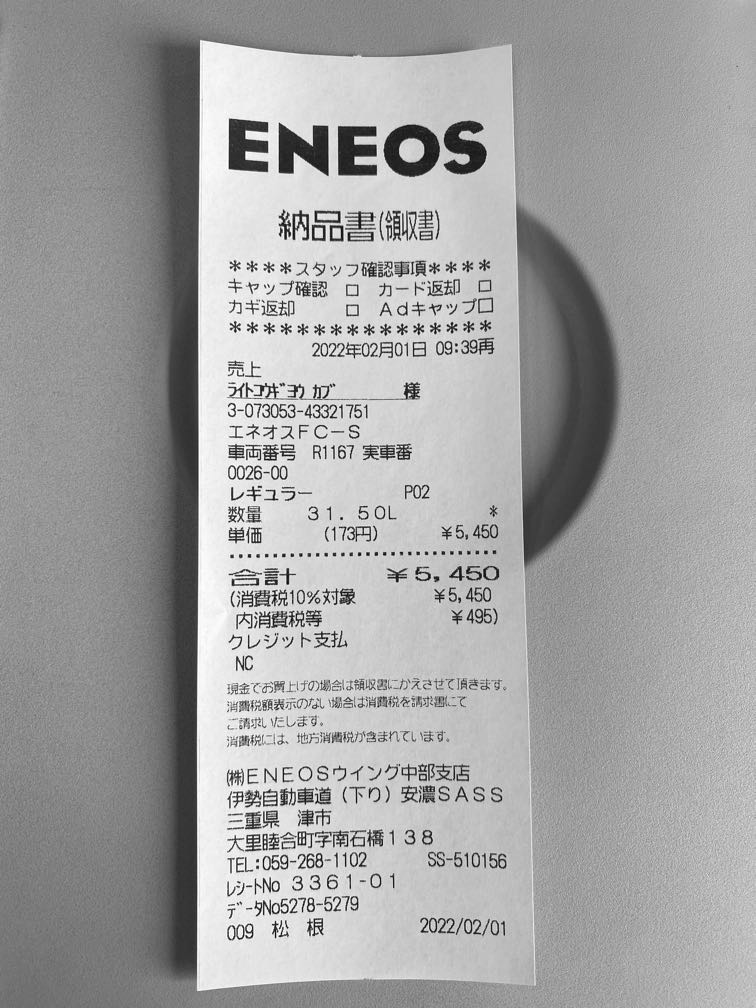 ENEOS
納品書(領収書)
****スタッフ確認事項****
キャップ確認 □ カード返却 □
カギ返却 □ Adキャップ□
****************
2022年02月01日 09:39再
売上
ライトコウギヨウ カブ 様
3-073053-43321751
エネオスFC-S
車両番号 R1167 実車番
0026-00
レギュラー P02
数量 31.50L *
単価 (173円) ¥5,450
合計 ¥5,450
(消費税10%対象 ¥5,450
内消費税等 ¥495)
クレジット支払
NC
現金でお買上げの場合は領収書にかえさせて頂きます。
消費税額表示のない場合は消費税を請求書にて
ご請求いたします。
消費税には、地方消費税が含まれています。
(株)ENEOSウイング中部支店
伊勢自動車道(下り)安濃SASS
三重県 津市
大里睦合町字南石橋138
TEL:059-268-1102 SS-510156
レシートNo 3361-01
データNo5278-5279
009 松 根 2022/02/01